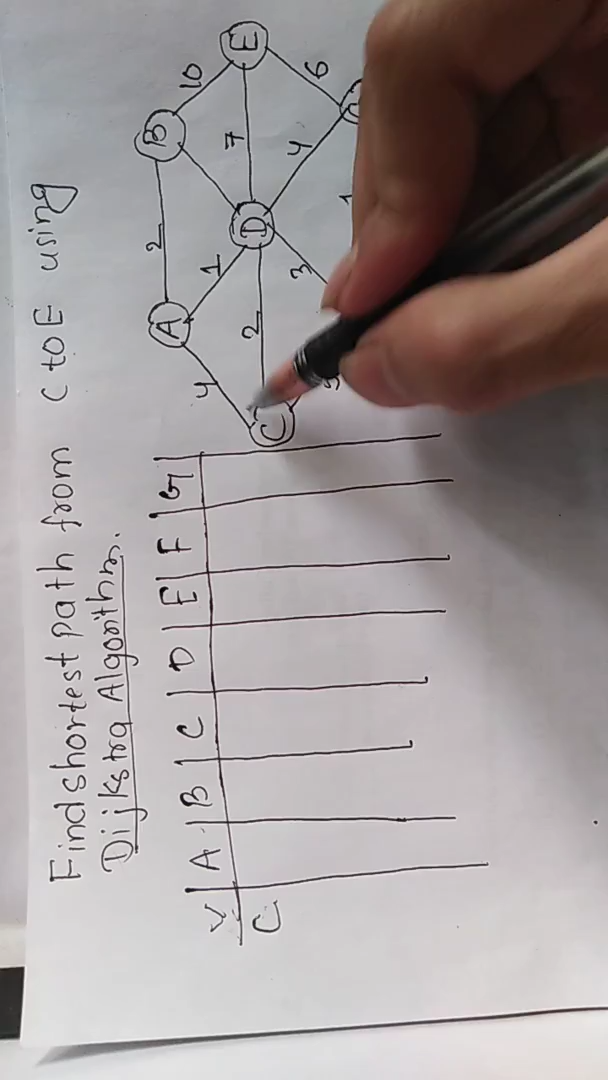 Find shortest path from C to E using
Dijkstra Algorithm.
V A B C D E F G
C
A B C D E
2 10 4 1 7 2 6 4 3